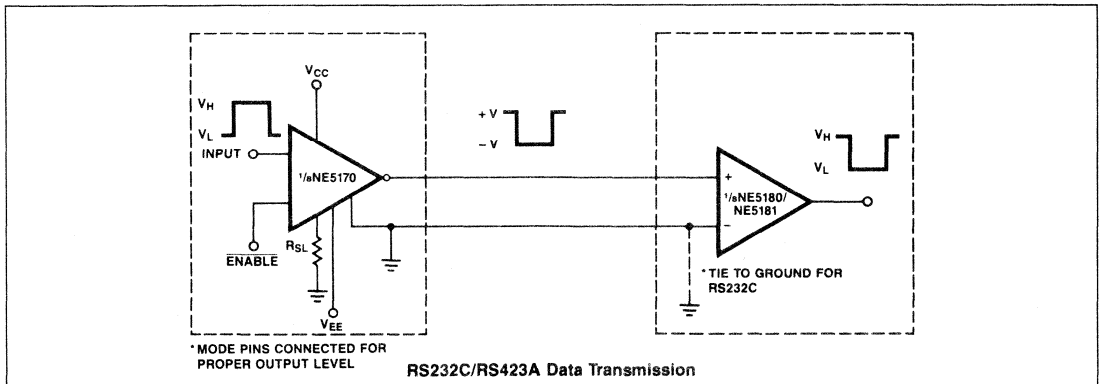 VCC
VH
VL
INPUT
1/8NE5170
ENABLE
RSL
VEE
*MODE PINS CONNECTED FOR
PROPER OUTPUT LEVEL
+ V
– V
+
1/8NE5180/
NE5181
–
VH
VL
*TIE TO GROUND FOR
RS232C
RS232C/RS423A Data Transmission